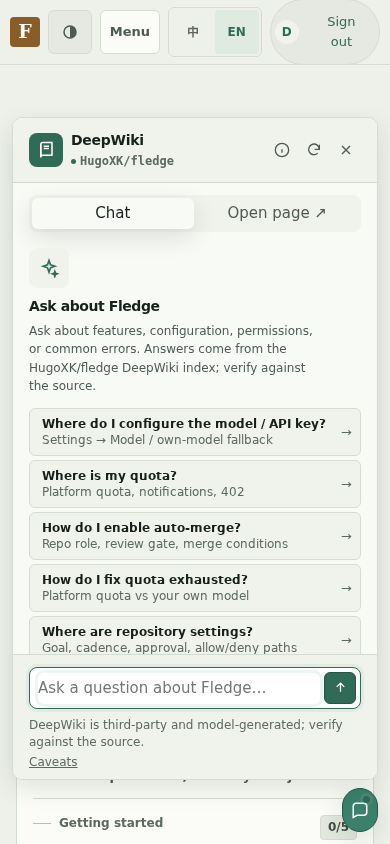 F
Menu
中
EN
D
Sign
out
DeepWiki
HugoXK/fledge
Chat
Open page ↗
Ask about Fledge
Ask about features, configuration, permissions,
or common errors. Answers come from the
HugoXK/fledge DeepWiki index; verify against
the source.
Where do I configure the model / API key?
Settings → Model / own-model fallback
→
Where is my quota?
Platform quota, notifications, 402
→
How do I enable auto-merge?
Repo role, review gate, merge conditions
→
How do I fix quota exhausted?
Platform quota vs your own model
→
Where are repository settings?
Goal, cadence, approval, allow/deny paths
→
Ask a question about Fledge…
DeepWiki is third-party and model-generated; verify
against the source.
Caveats
Getting started
0/5